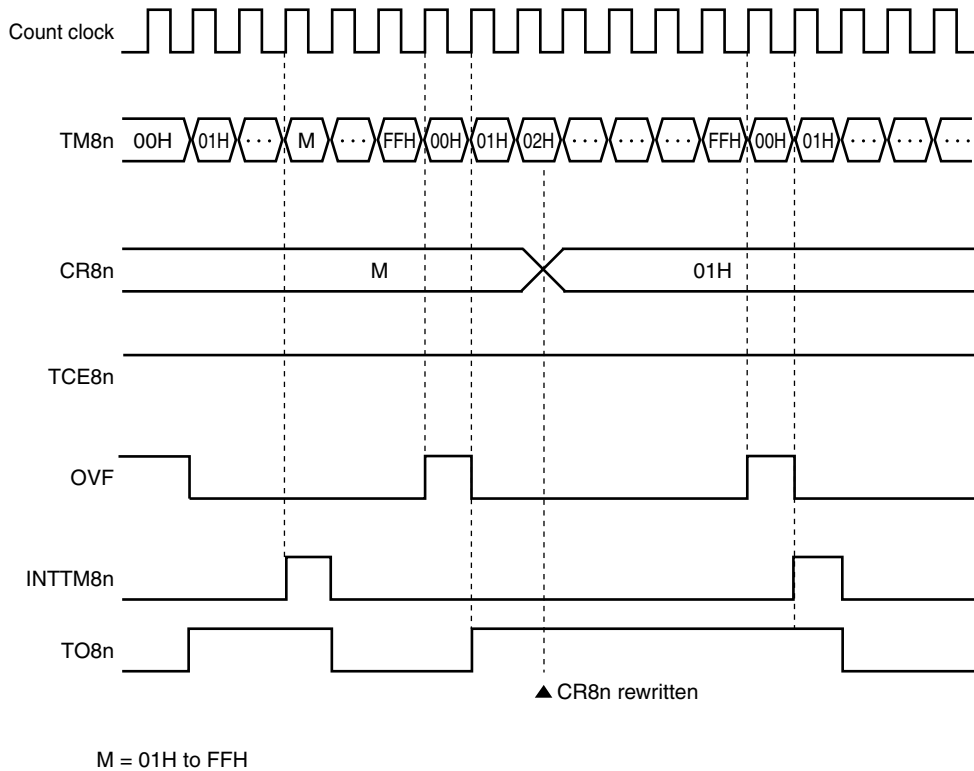 Count clock
TM8n 00H 01H ··· M ··· FFH 00H 01H 02H ··· ··· ··· FFH 00H 01H ··· ··· ···
CR8n M 01H
TCE8n
OVF
INTTM8n
TO8n
▲ CR8n rewritten
M = 01H to FFH